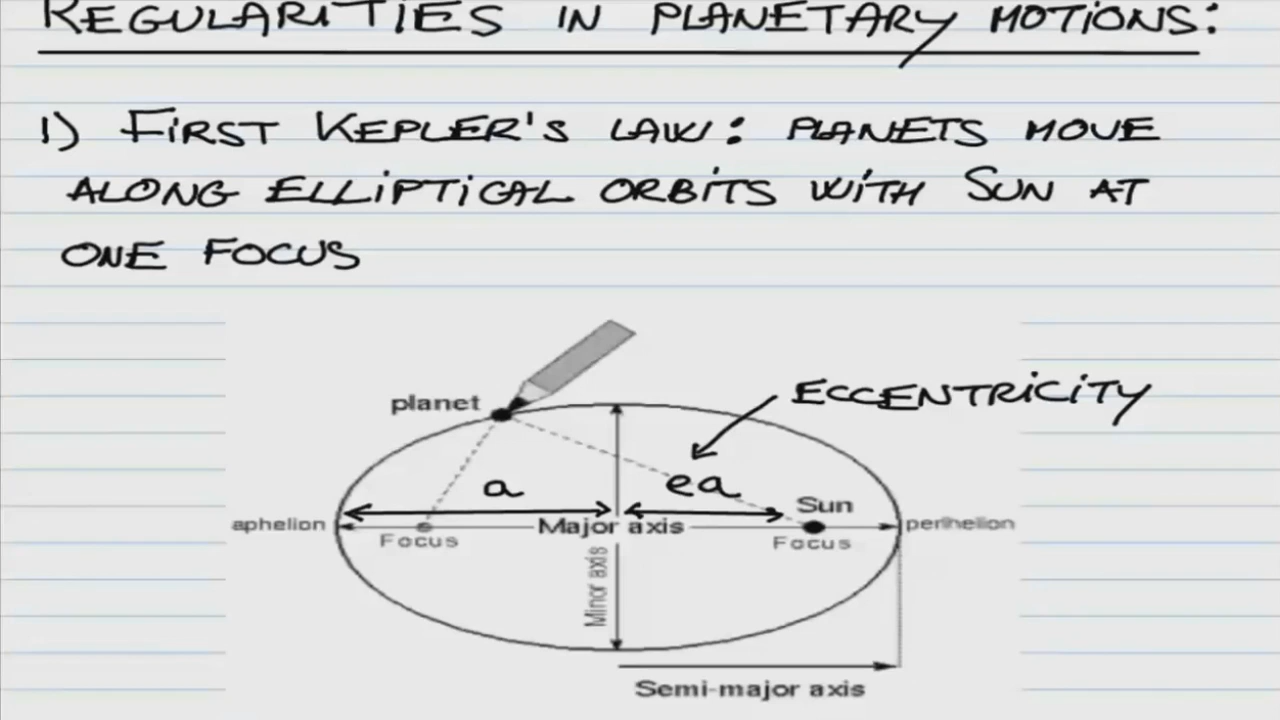 REGULARITIES IN PLANETARY MOTIONS:
1) FIRST KEPLER'S LAW: PLANETS MOVE
ALONG ELLIPTICAL ORBITS WITH SUN AT
ONE FOCUS
planet
ECCENTRICITY
a
ea
Sun
aphelion
Major axis
perihelion
Focus
Focus
Minor axis
Semi-major axis